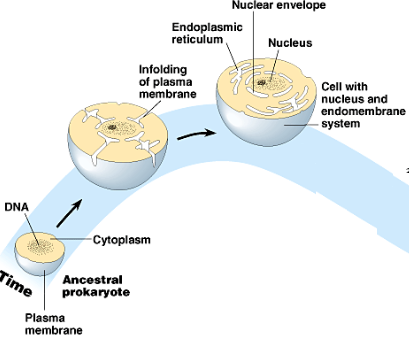 Nuclear envelope
Endoplasmic
reticulum
Nucleus
Infolding
of plasma
membrane
Cell with
nucleus and
endomembrane
system
DNA
Cytoplasm
Time
Ancestral
prokaryote
Plasma
membrane